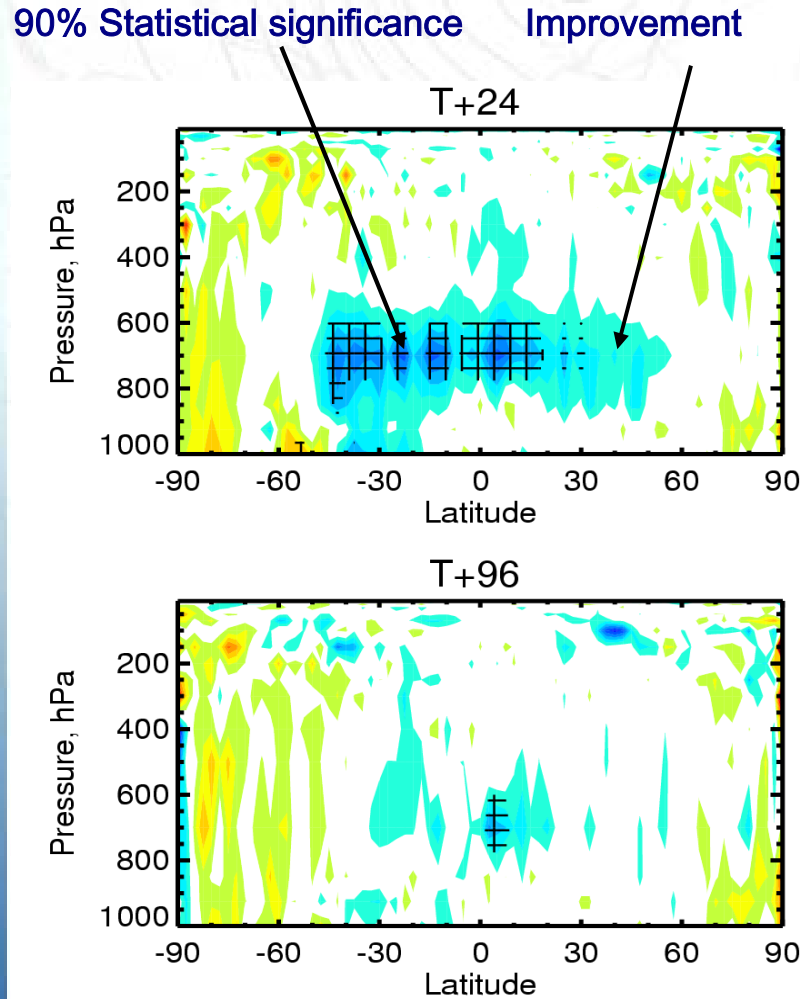 90% Statistical significance Improvement
T+24
Pressure, hPa
200
400
600
800
1000
-90 -60 -30 0 30 60 90
Latitude
T+96
Pressure, hPa
200
400
600
800
1000
-90 -60 -30 0 30 60 90
Latitude